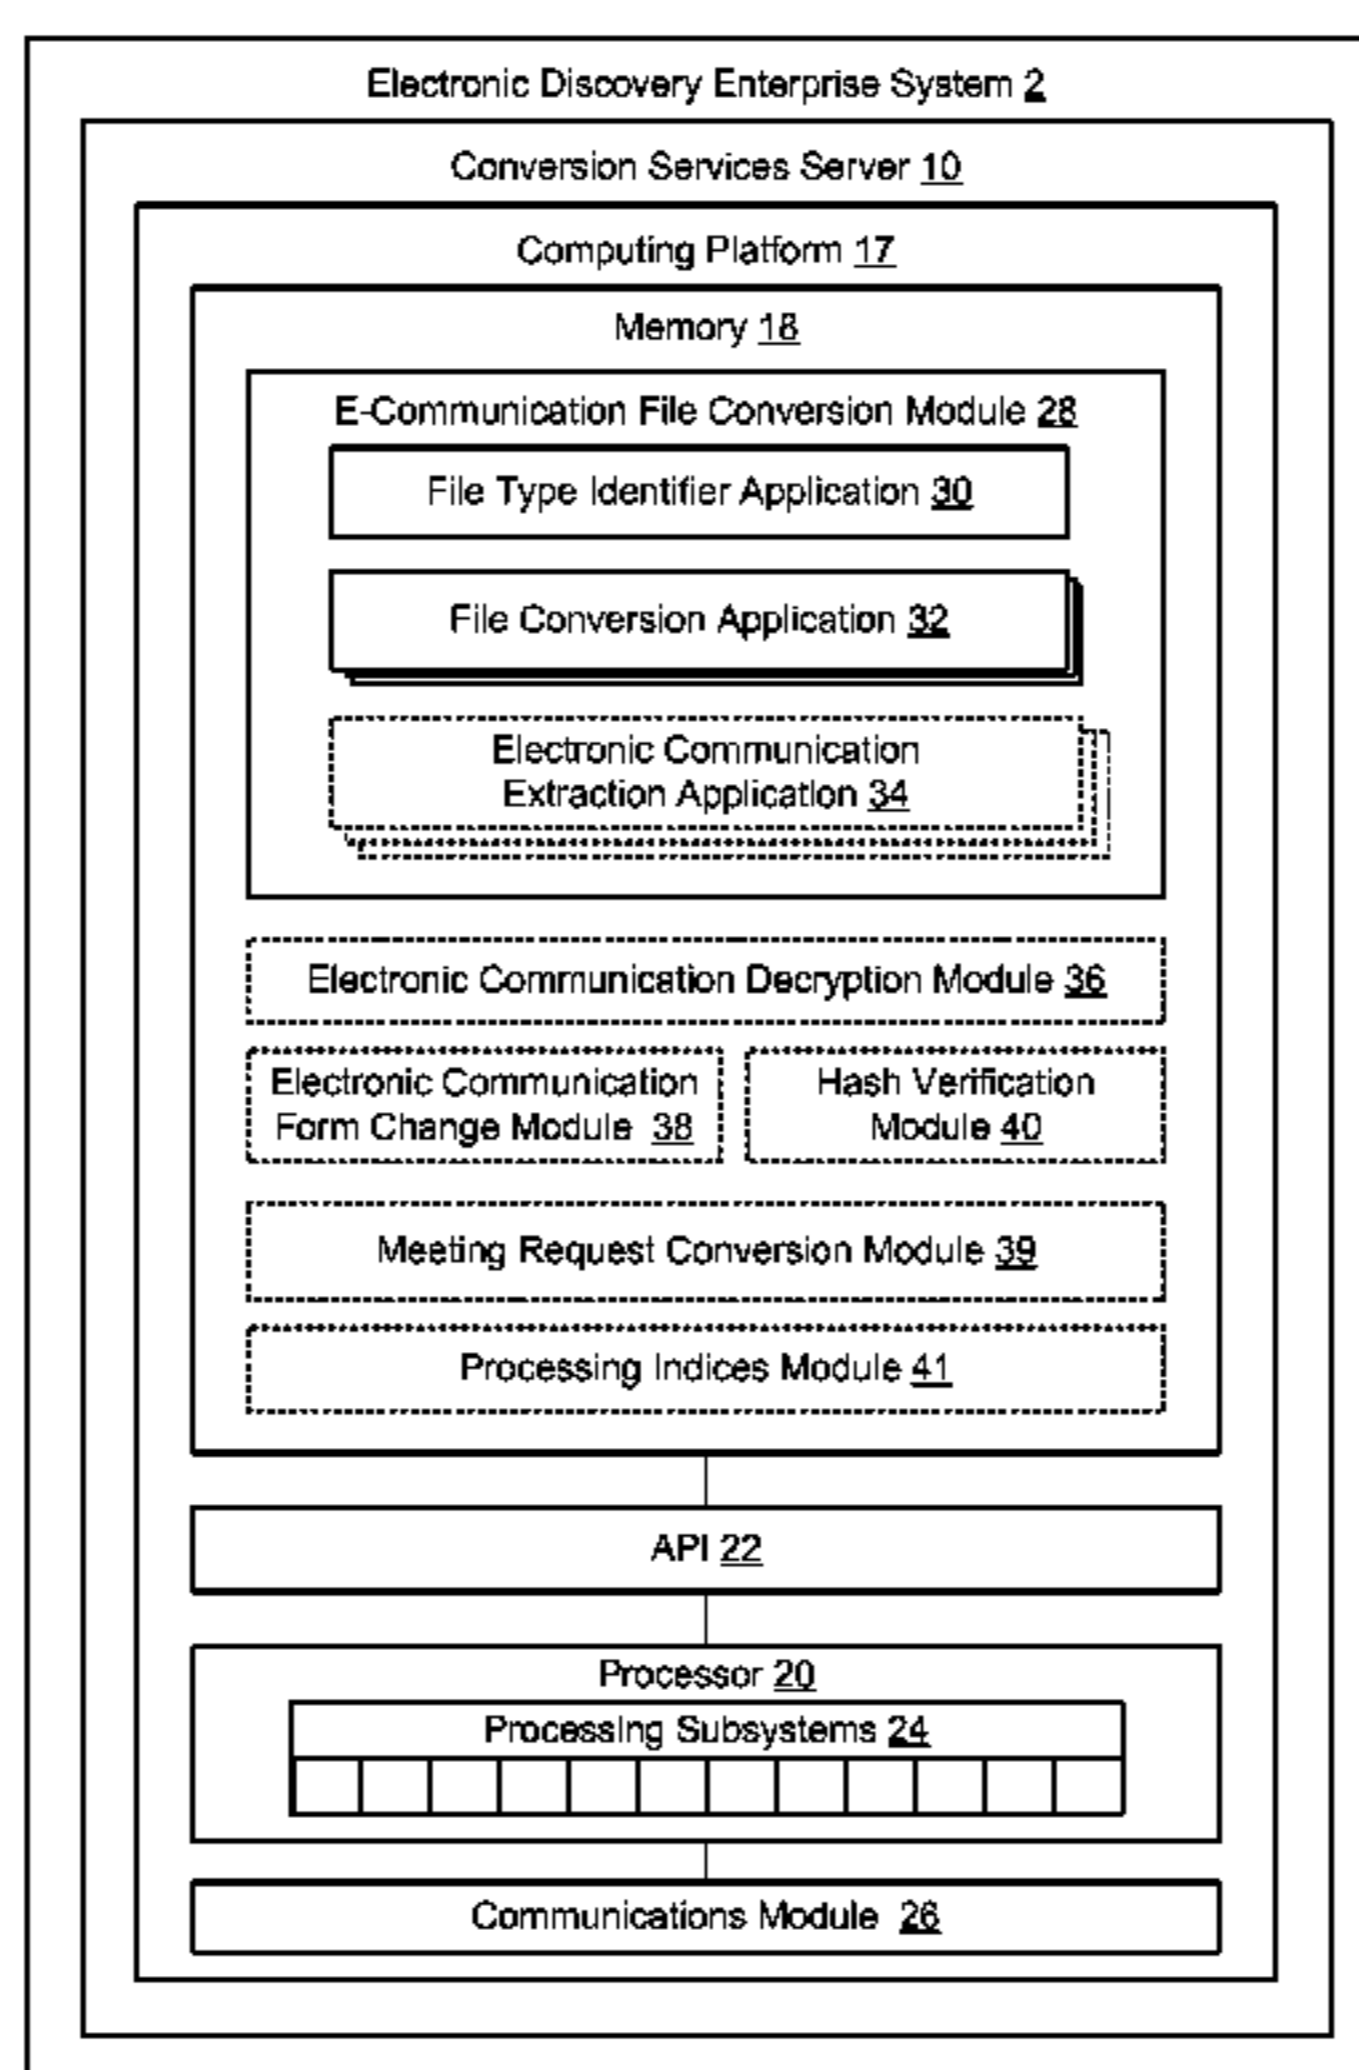 Electronic Discovery Enterprise System 2
Conversion Services Server 10
Computing Platform 17
Memory 18
E-Communication File Conversion Module 28
File Type Identifier Application 30
File Conversion Application 32
Electronic Communication
Extraction Application 34
Electronic Communication Decryption Module 36
Electronic Communication
Form Change Module 38
Hash Verification
Module 40
Meeting Request Conversion Module 39
Processing Indices Module 41
API 22
Processor 20
Processing Subsystems 24
Communications Module 26